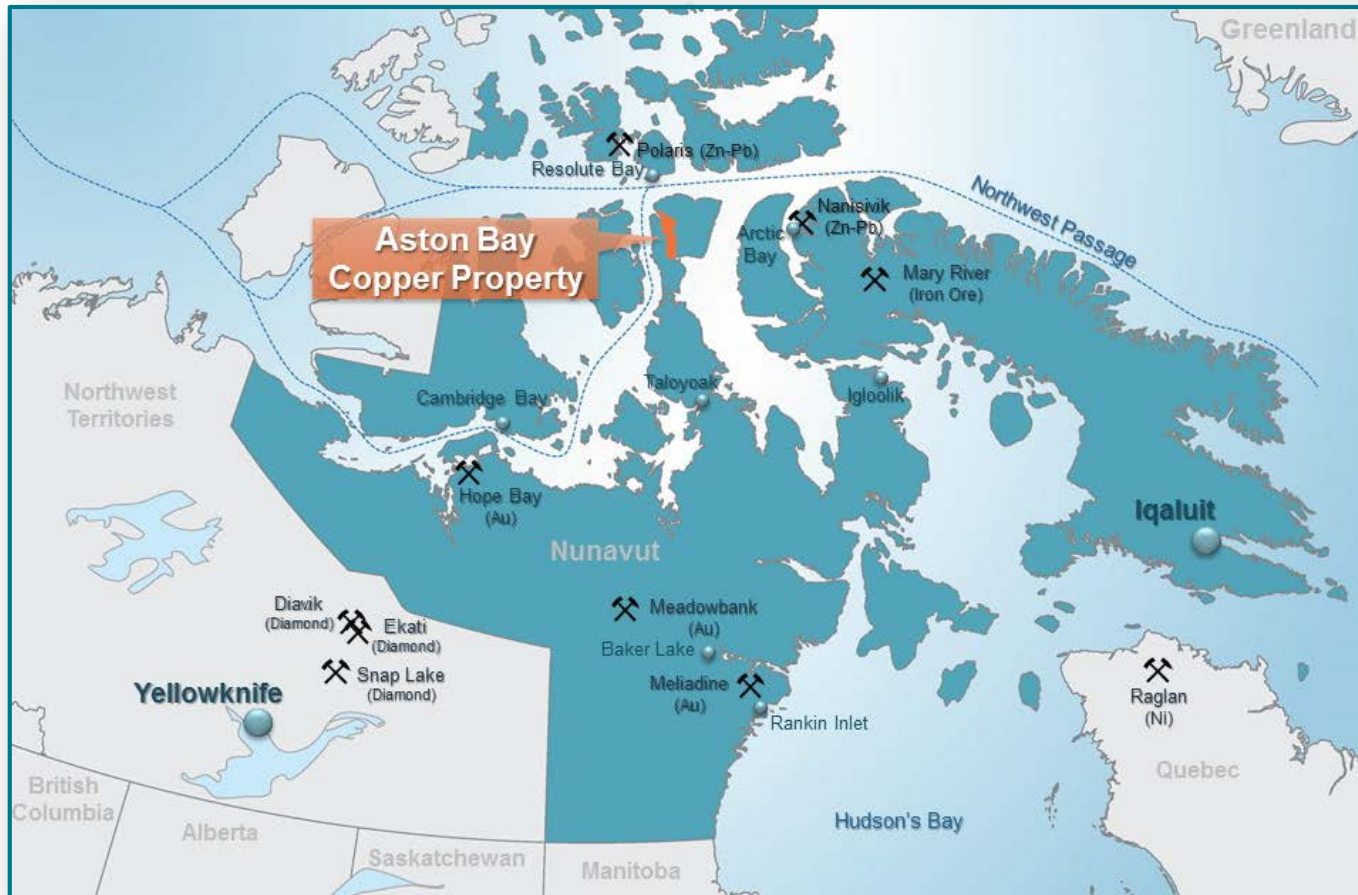 Greenland
Polaris (Zn-Pb)
Resolute Bay
Northwest Passage
Aston Bay
Copper Property
Nanisivik
(Zn-Pb)
Arctic
Bay
Mary River
(Iron Ore)
Northwest
Territories
Cambridge Bay
Taloyoak
Igloolik
Hope Bay
(Au)
Iqaluit
Nunavut
Diavik
(Diamond)
Ekati
(Diamond)
Meadowbank
(Au)
Baker Lake
Snap Lake
(Diamond)
Meliadine
(Au)
Yellowknife
Rankin Inlet
Raglan
(Ni)
British
Columbia
Quebec
Alberta
Hudson's Bay
Saskatchewan
Manitoba